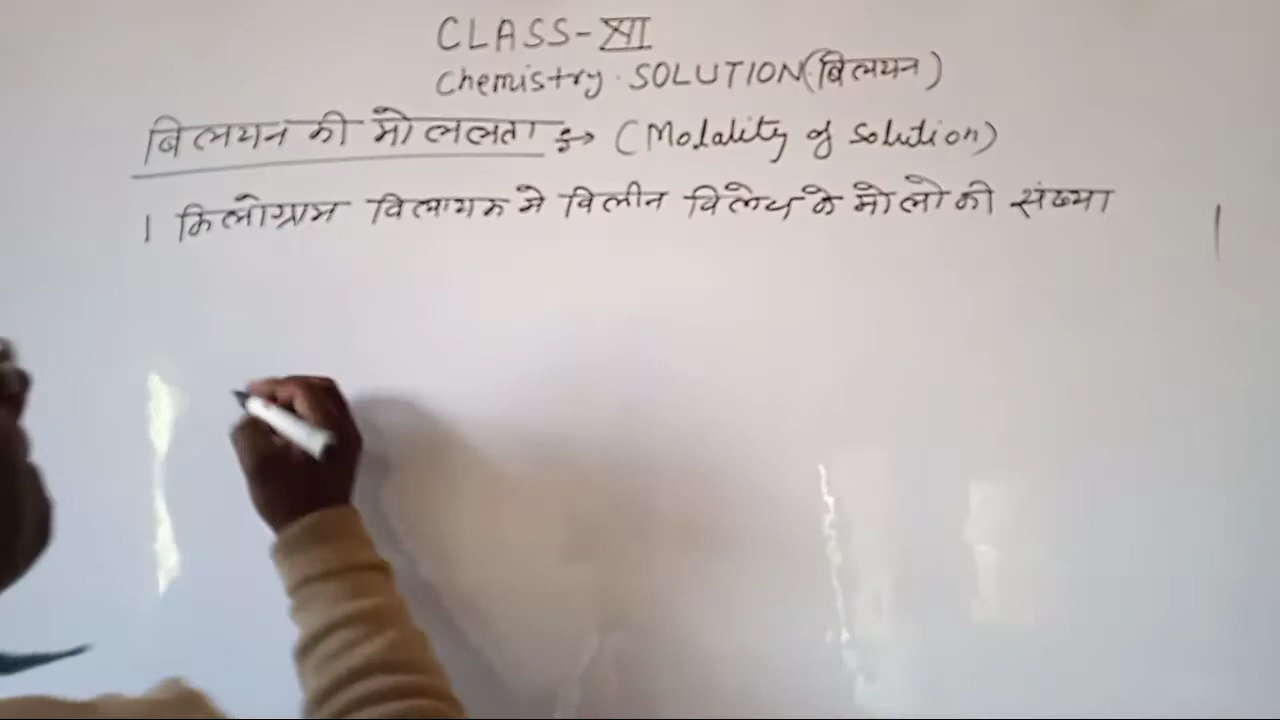 CLASS-XII
Chemistry. SOLUTION(बिलयन)
बिलयन की मोललता :→ (Molality of solution)
1 किलोग्राम विलायक मे विलीन विलेय के मोलो की संख्या ।